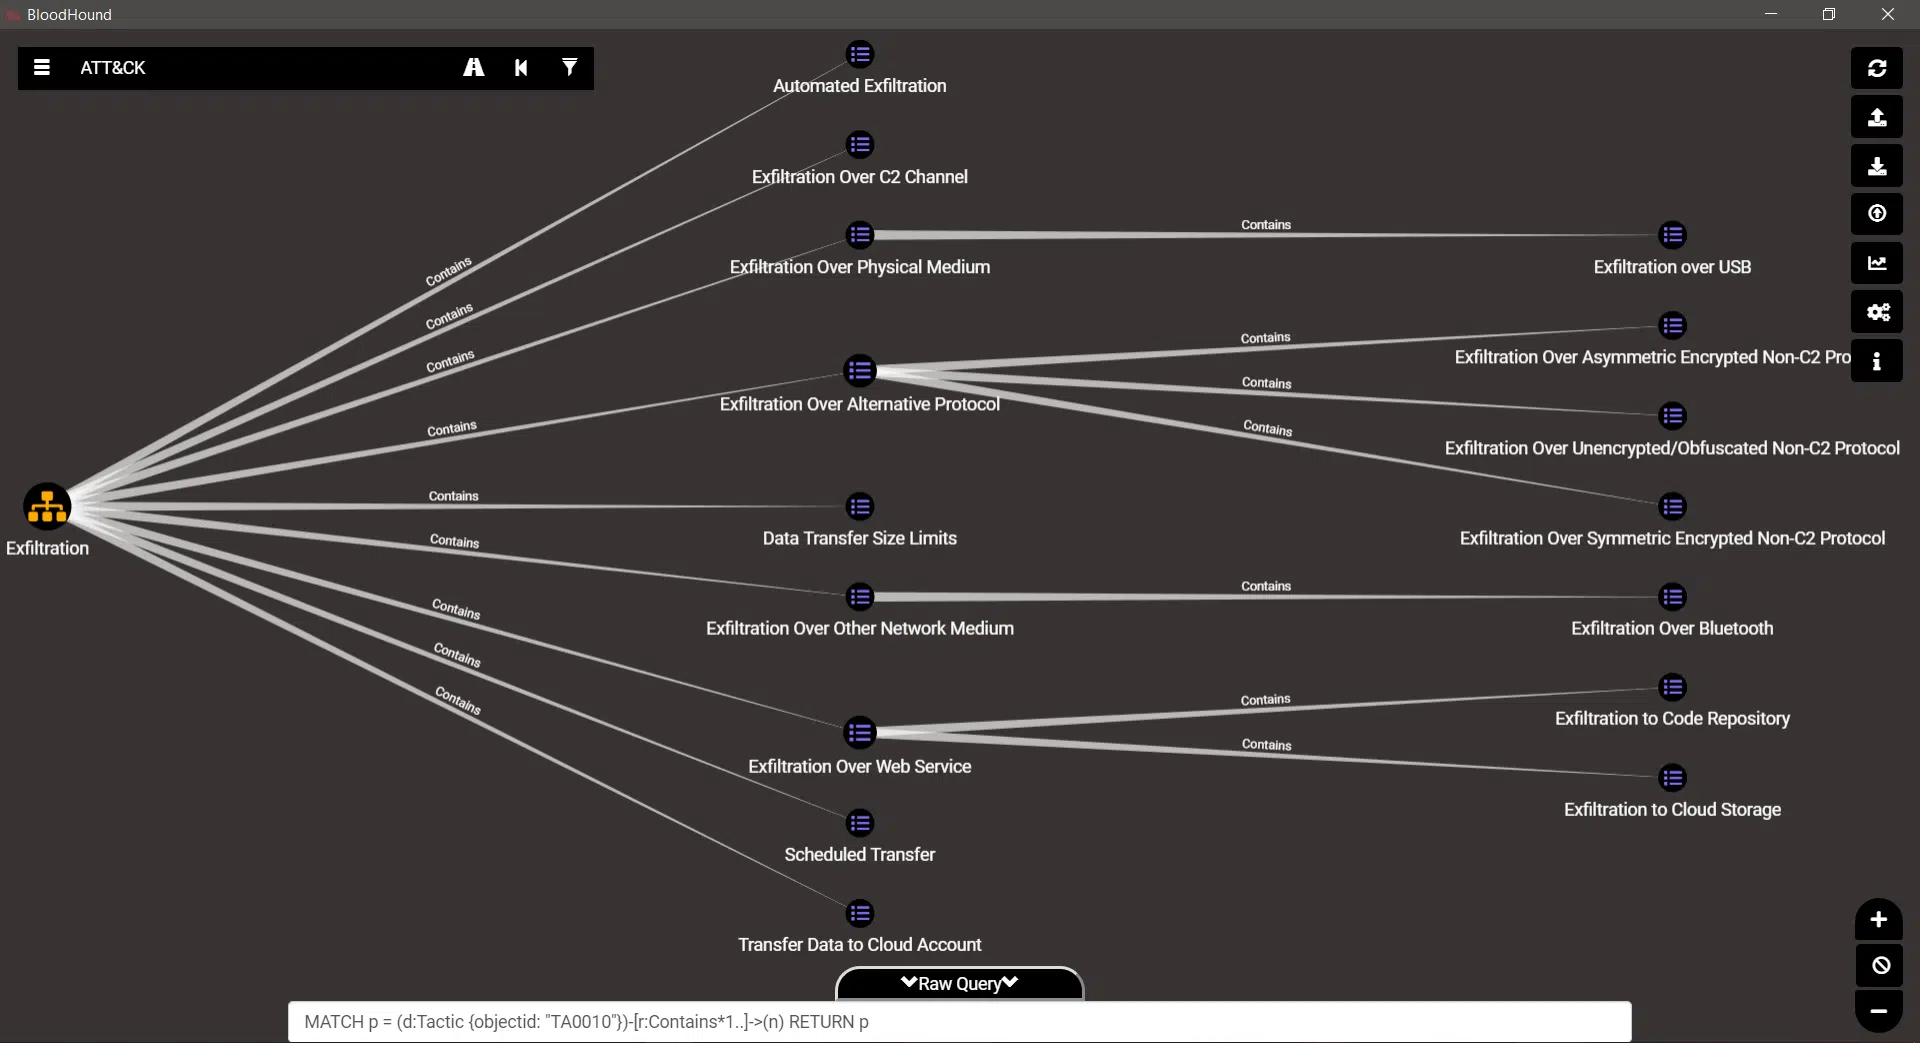 BloodHound
ATT&CK
Automated Exfiltration
Exfiltration Over C2 Channel
Contains
Exfiltration Over Physical Medium
Exfiltration over USB
Contains
Contains
Contains
Contains
Exfiltration Over Asymmetric Encrypted Non-C2 Pro
Contains
Exfiltration Over Alternative Protocol
Contains
Contains
Exfiltration Over Unencrypted/Obfuscated Non-C2 Protocol
Contains
Exfiltration
Data Transfer Size Limits
Exfiltration Over Symmetric Encrypted Non-C2 Protocol
Contains
Contains
Contains
Exfiltration Over Other Network Medium
Exfiltration Over Bluetooth
Contains
Contains
Contains
Exfiltration to Code Repository
Contains
Exfiltration Over Web Service
Exfiltration to Cloud Storage
Scheduled Transfer
Transfer Data to Cloud Account
Raw Query
MATCH p = (d:Tactic {objectid: "TA0010"})-[r:Contains*1..]->(n) RETURN p